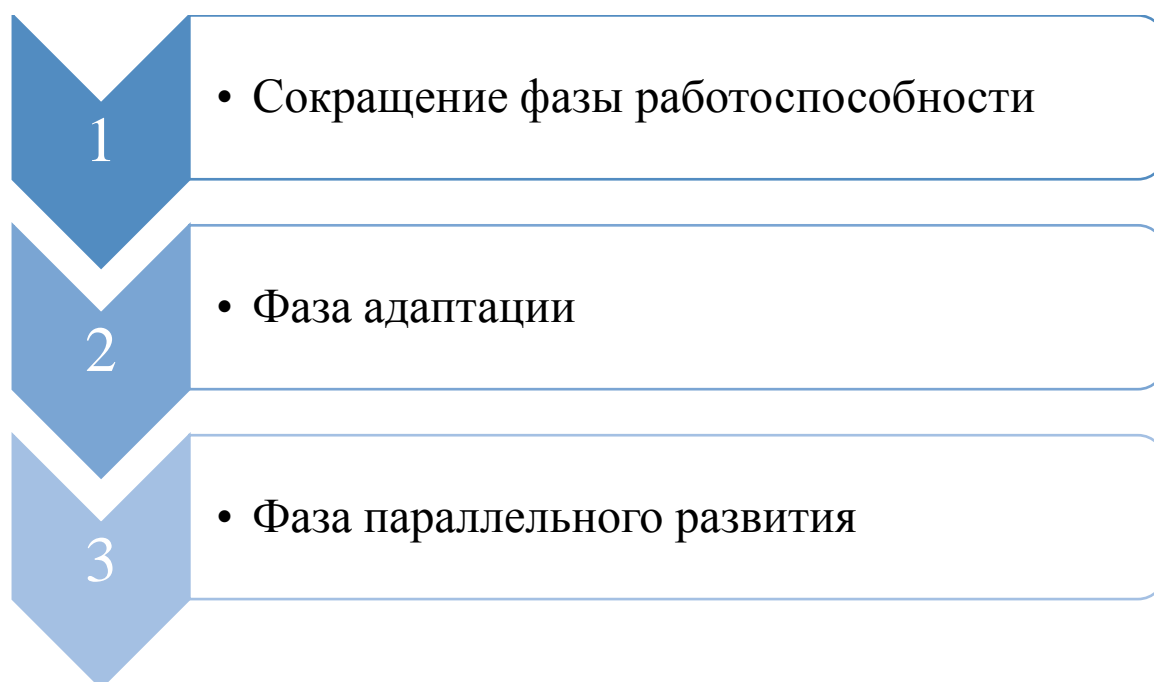 1
• Сокращение фазы работоспособности
2
• Фаза адаптации
3
• Фаза параллельного развития